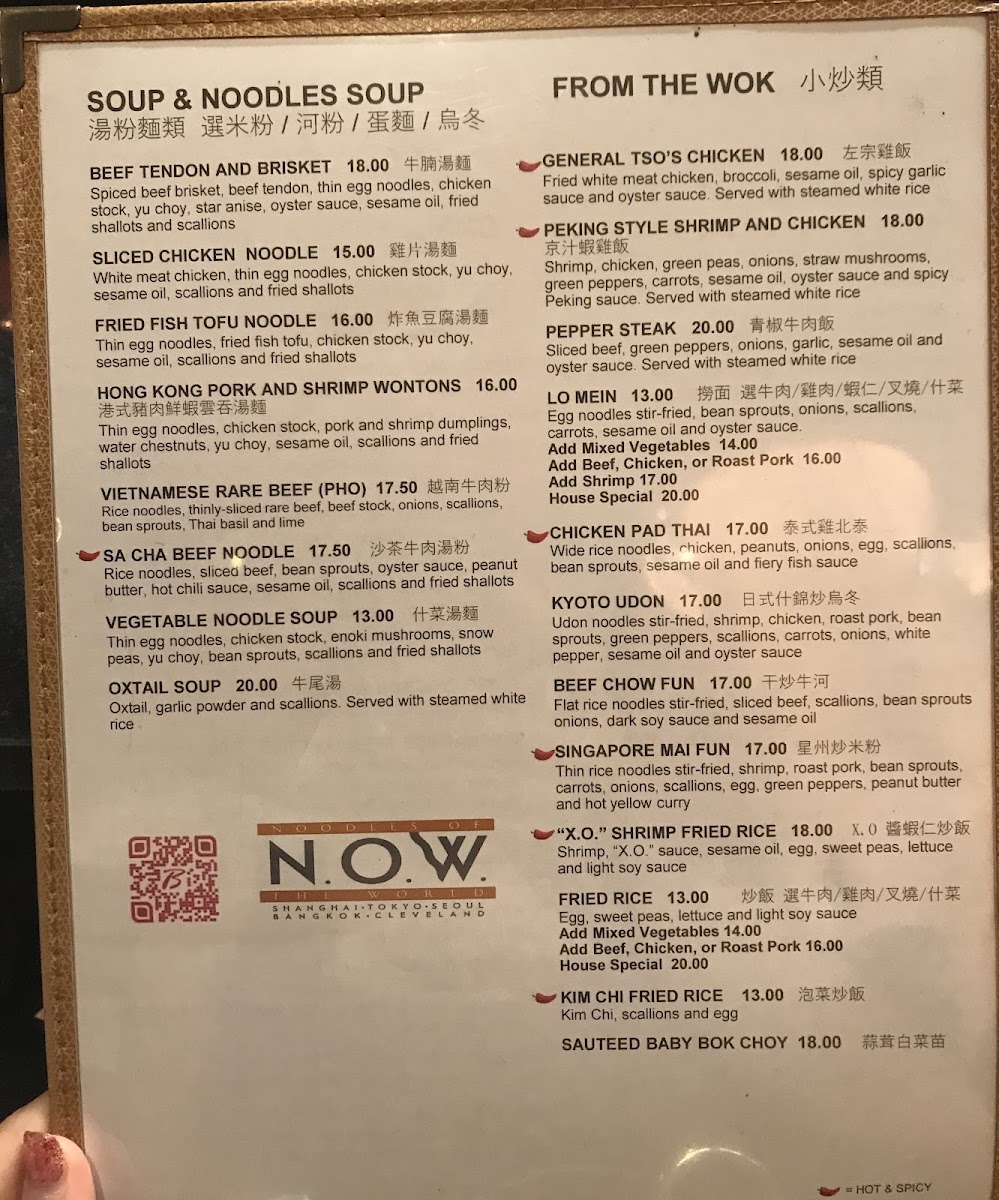 SOUP & NOODLES SOUP
湯粉麵類 選米粉 / 河粉 / 蛋麵 / 烏冬
BEEF TENDON AND BRISKET 18.00 牛腩湯麵
Spiced beef brisket, beef tendon, thin egg noodles, chicken
stock, yu choy, star anise, oyster sauce, sesame oil, fried
shallots and scallions
SLICED CHICKEN NOODLE 15.00 雞片湯麵
White meat chicken, thin egg noodles, chicken stock, yu choy,
sesame oil, scallions and fried shallots
FRIED FISH TOFU NOODLE 16.00 炸魚豆腐湯麵
Thin egg noodles, fried fish tofu, chicken stock, yu choy,
sesame oil, scallions and fried shallots
HONG KONG PORK AND SHRIMP WONTONS 16.00
港式豬肉鮮蝦雲吞湯麵
Thin egg noodles, chicken stock, pork and shrimp dumplings,
water chestnuts, yu choy, sesame oil, scallions and fried
shallots
VIETNAMESE RARE BEEF (PHO) 17.50 越南牛肉粉
Rice noodles, thinly-sliced rare beef, beef stock, onions, scallions,
bean sprouts, Thai basil and lime
SA CHA BEEF NOODLE 17.50 沙茶牛肉湯粉
Rice noodles, sliced beef, bean sprouts, oyster sauce, peanut
butter, hot chili sauce, sesame oil, scallions and fried shallots
VEGETABLE NOODLE SOUP 13.00 什菜湯麵
Thin egg noodles, chicken stock, enoki mushrooms, snow
peas, yu choy, bean sprouts, scallions and fried shallots
OXTAIL SOUP 20.00 牛尾湯
Oxtail, garlic powder and scallions. Served with steamed white
rice
Bi
NOODLES OF
N.O.W.
THE WORLD
SHANGHAI·TOKYO·SEOUL
BANGKOK·CLEVELAND
FROM THE WOK 小炒類
GENERAL TSO'S CHICKEN 18.00 左宗雞飯
Fried white meat chicken, broccoli, sesame oil, spicy garlic
sauce and oyster sauce. Served with steamed white rice
PEKING STYLE SHRIMP AND CHICKEN 18.00
京汁蝦雞飯
Shrimp, chicken, green peas, onions, straw mushrooms,
green peppers, carrots, sesame oil, oyster sauce and spicy
Peking sauce. Served with steamed white rice
PEPPER STEAK 20.00 青椒牛肉飯
Sliced beef, green peppers, onions, garlic, sesame oil and
oyster sauce. Served with steamed white rice
LO MEIN 13.00 撈面 選牛肉/雞肉/蝦仁/叉燒/什菜
Egg noodles stir-fried, bean sprouts, onions, scallions,
carrots, sesame oil and oyster sauce.
Add Mixed Vegetables 14.00
Add Beef, Chicken, or Roast Pork 16.00
Add Shrimp 17.00
House Special 20.00
CHICKEN PAD THAI 17.00 泰式雞北泰
Wide rice noodles, chicken, peanuts, onions, egg, scallions,
bean sprouts, sesame oil and fiery fish sauce
KYOTO UDON 17.00 日式什錦炒烏冬
Udon noodles stir-fried, shrimp, chicken, roast pork, bean
sprouts, green peppers, scallions, carrots, onions, white
pepper, sesame oil and oyster sauce
BEEF CHOW FUN 17.00 干炒牛河
Flat rice noodles stir-fried, sliced beef, scallions, bean sprouts
onions, dark soy sauce and sesame oil
SINGAPORE MAI FUN 17.00 星州炒米粉
Thin rice noodles stir-fried, shrimp, roast pork, bean sprouts,
carrots, onions, scallions, egg, green peppers, peanut butter
and hot yellow curry
"X.O." SHRIMP FRIED RICE 18.00 X.O 醬蝦仁炒飯
Shrimp, "X.O." sauce, sesame oil, egg, sweet peas, lettuce
and light soy sauce
FRIED RICE 13.00 炒飯 選牛肉/雞肉/叉燒/什菜
Egg, sweet peas, lettuce and light soy sauce
Add Mixed Vegetables 14.00
Add Beef, Chicken, or Roast Pork 16.00
House Special 20.00
KIM CHI FRIED RICE 13.00 泡菜炒飯
Kim Chi, scallions and egg
SAUTEED BABY BOK CHOY 18.00 蒜茸白菜苗
= HOT & SPICY